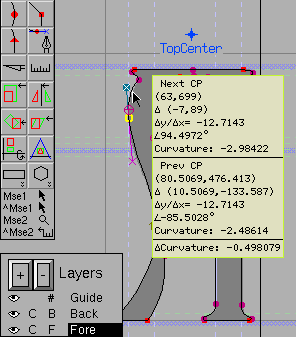 TopCenter
Next CP
(63,699)
Δ (-7,89)
Δy/Δx= -12.7143
∠94.4972°
Curvature: -2.98422
Prev CP
(80.5069,476.413)
Δ (10.5069,-133.587)
Δy/Δx= -12.7143
∠-85.5028°
Curvature: -2.48614
ΔCurvature: -0.498079
Mse1
^Mse1
Mse2
^Mse2
+ - Layers
# Guide
C B Back
C F Fore